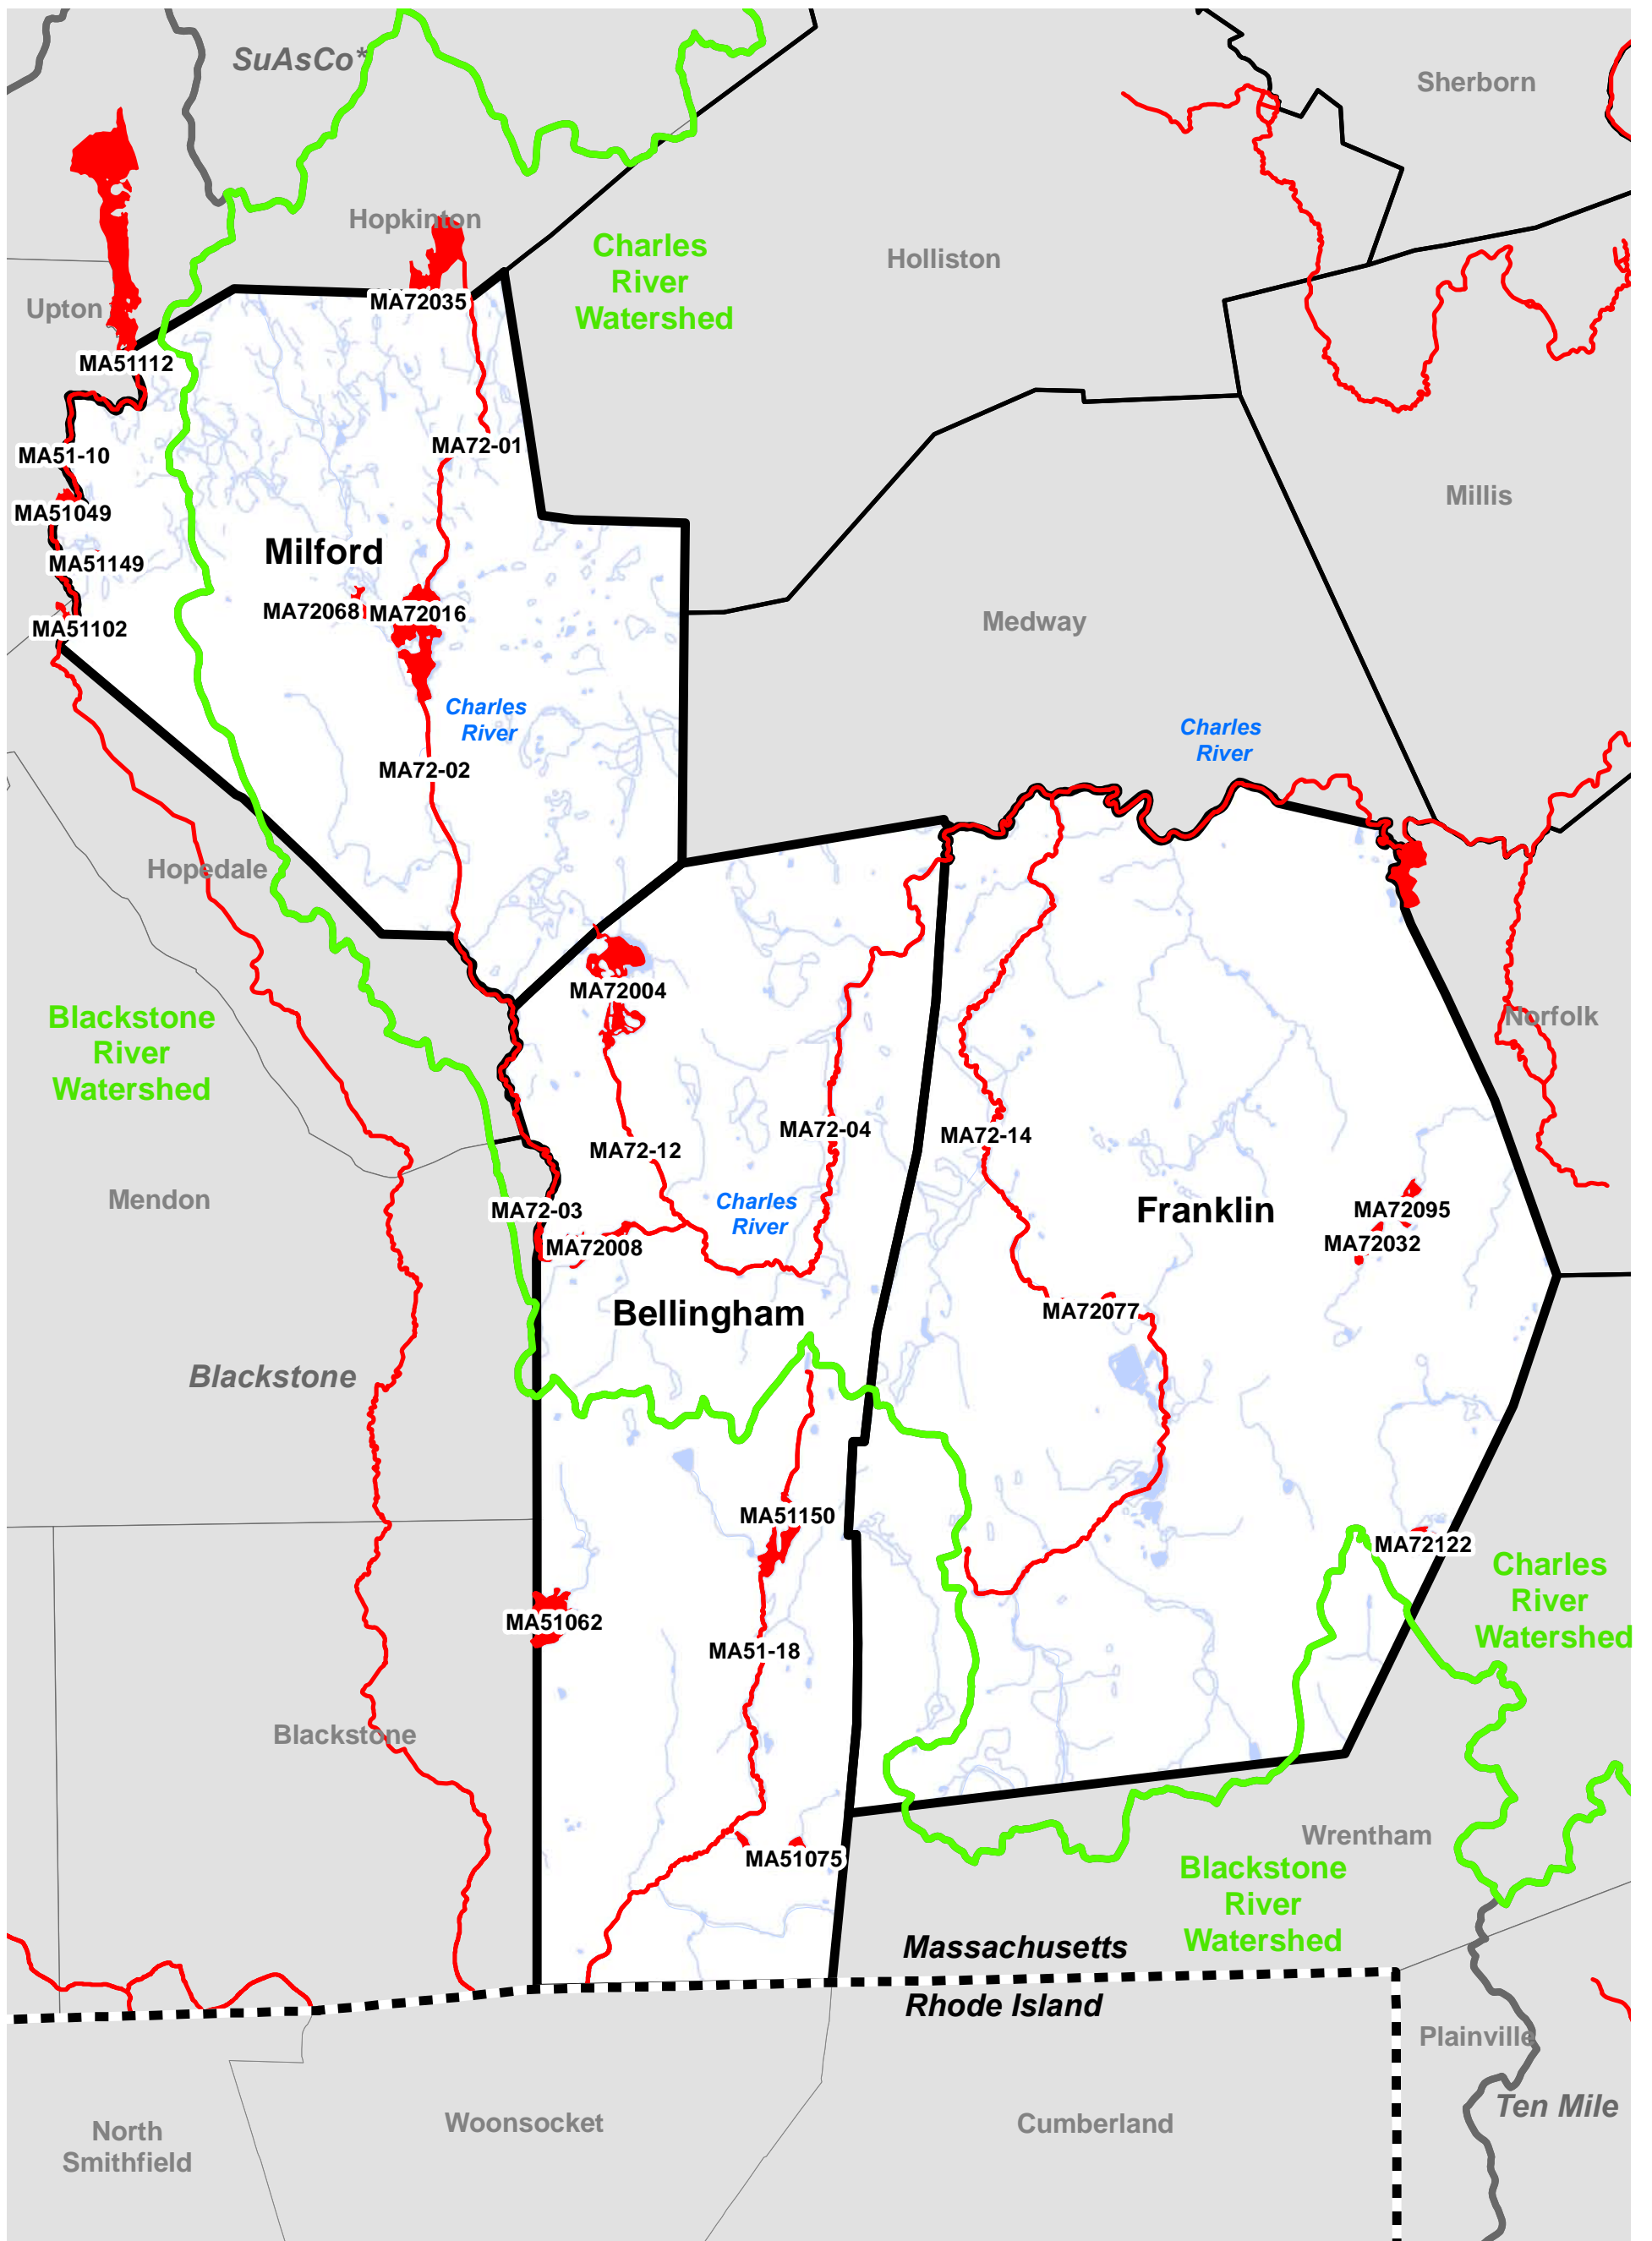 SuAsCo*
Sherborn
Hopkinton
Charles
River
Watershed
Holliston
Upton
MA72035
MA51112
MA72-01
MA51-10
Millis
MA51049
Milford
MA51149
MA72068
MA72016
MA51102
Medway
Charles
River
Charles
River
MA72-02
Hopedale
MA72004
Blackstone
River
Watershed
Norfolk
MA72-04
MA72-14
MA72-12
Mendon
Charles
River
MA72-03
Franklin
MA72095
MA72032
MA72008
Bellingham
MA72077
Blackstone
MA51150
MA72122
Charles
River
Watershed
MA51062
MA51-18
Blackstone
Wrentham
MA51075
Blackstone
River
Watershed
Massachusetts
Rhode Island
Plainville
Ten Mile
North
Smithfield
Woonsocket
Cumberland